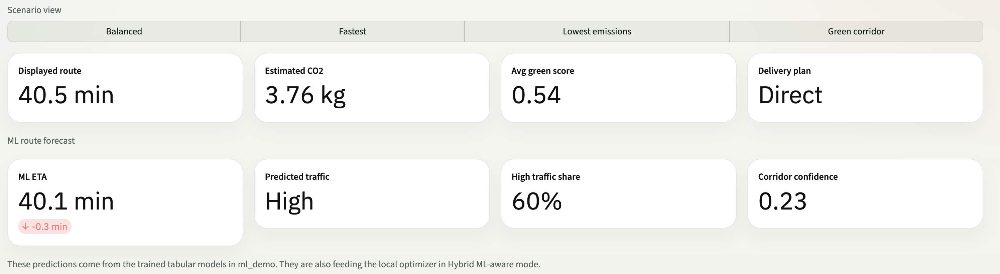 Scenario view
Balanced
Fastest
Lowest emissions
Green corridor
Displayed route
40.5 min
Estimated CO2
3.76 kg
Avg green score
0.54
Delivery plan
Direct
ML route forecast
ML ETA
40.1 min
↓ -0.3 min
Predicted traffic
High
High traffic share
60%
Corridor confidence
0.23
These predictions come from the trained tabular models in ml_demo. They are also feeding the local optimizer in Hybrid ML-aware mode.